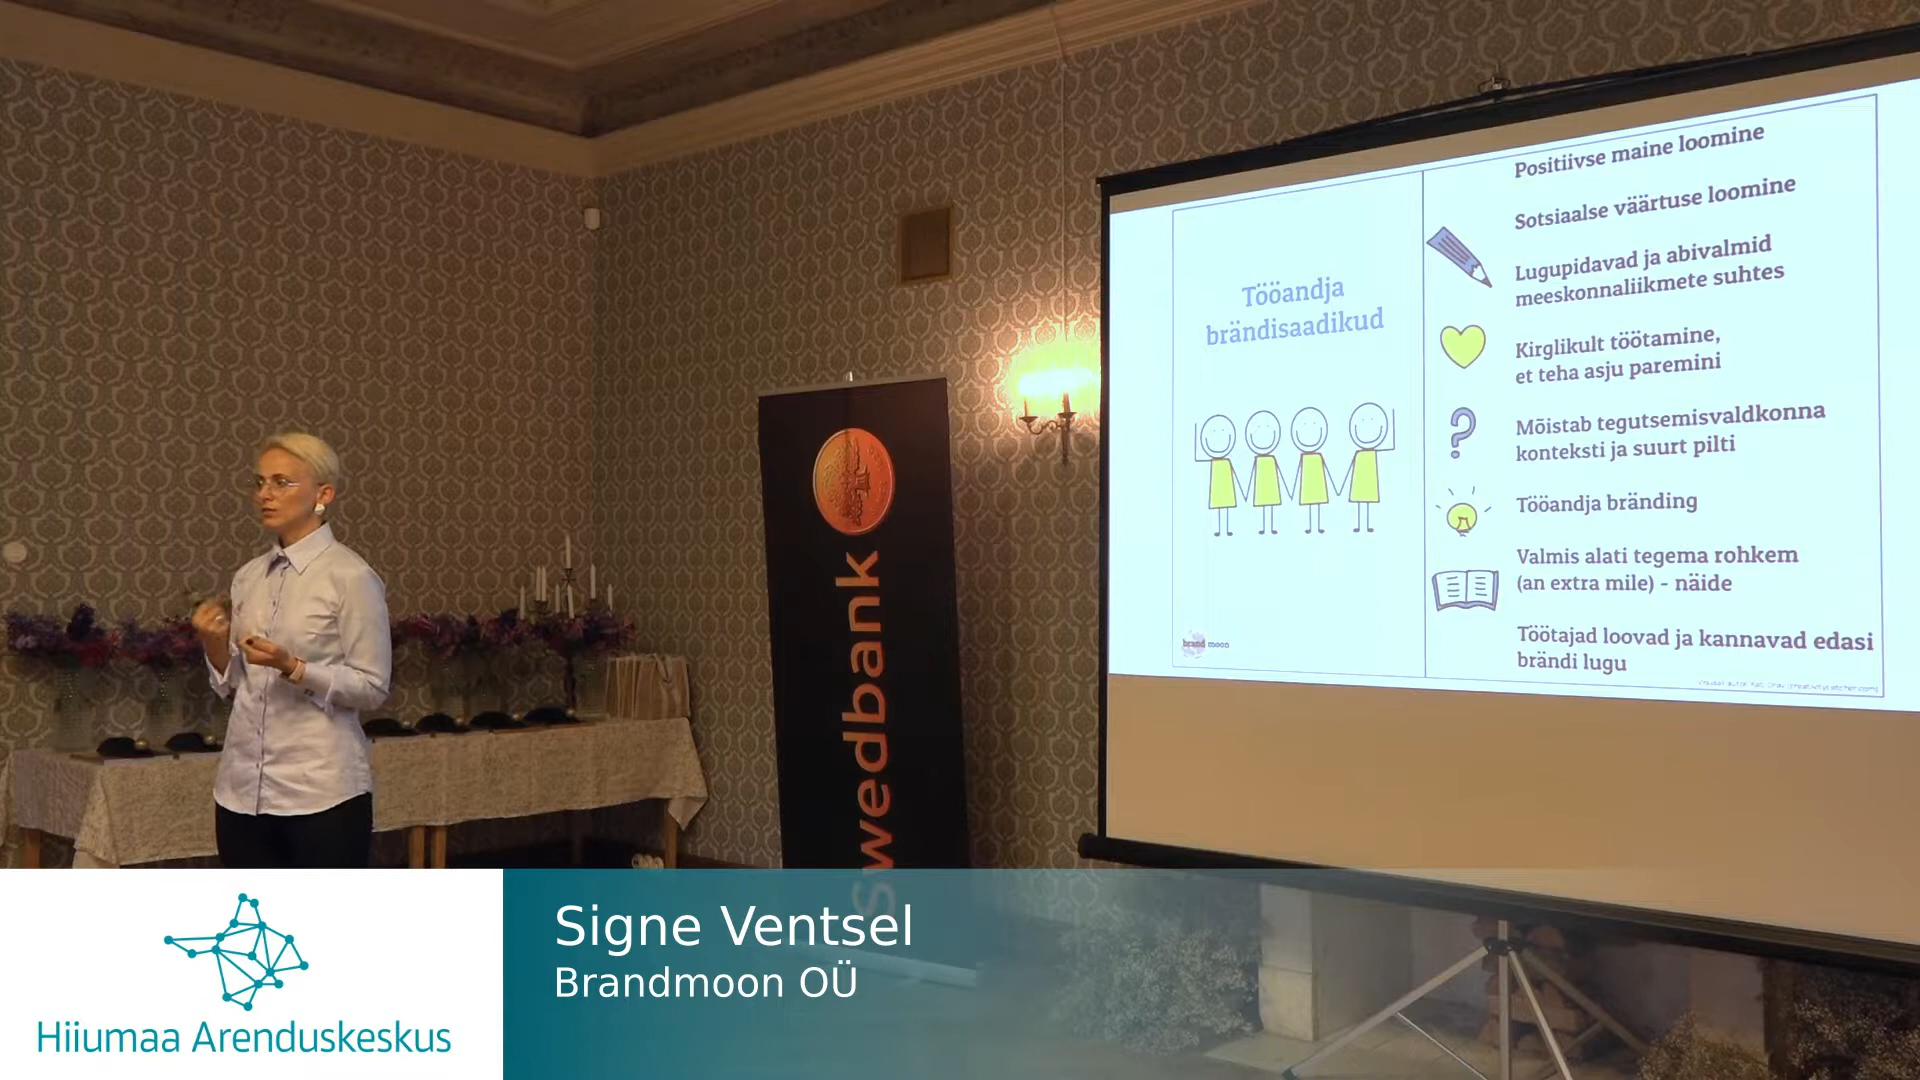 Positiivse maine loomine
Sotsiaalse väärtuse loomine
Lugupidavad ja abivalmid
meeskonnaliikmete suhtes
Tööandja
brändisaadikud
Kirglikult töötamine,
et teha asju paremini
Mõistab tegutsemisvaldkonna
konteksti ja suurt pilti
Tööandja bränding
Valmis alati tegema rohkem
(an extra mile) - näide
Töötajad loovad ja kannavad edasi
brändi lugu
brand moon
Swedbank
Signe Ventsel
Brandmoon OÜ
Hiiumaa Arenduskeskus